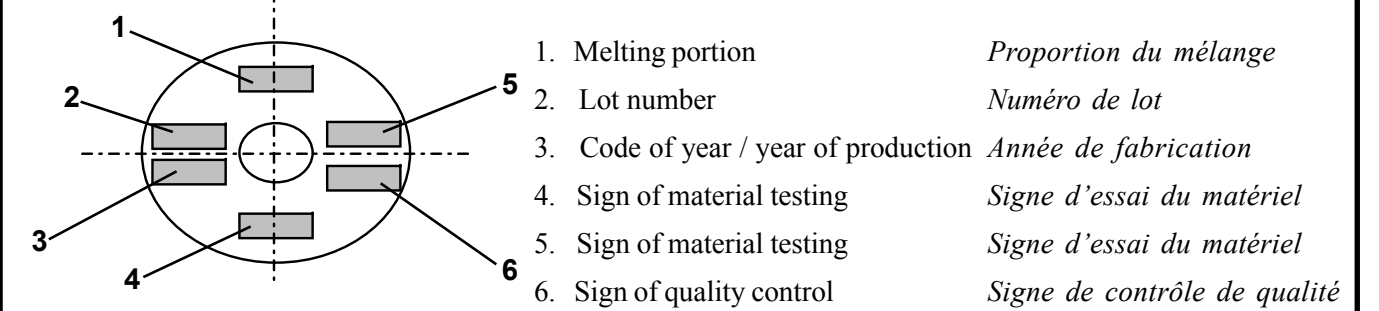 1
2
3
4
5
6
1. Melting portion Proportion du mélange
2. Lot number Numéro de lot
3. Code of year / year of production Année de fabrication
4. Sign of material testing Signe d'essai du matériel
5. Sign of material testing Signe d'essai du matériel
6. Sign of quality control Signe de contrôle de qualité